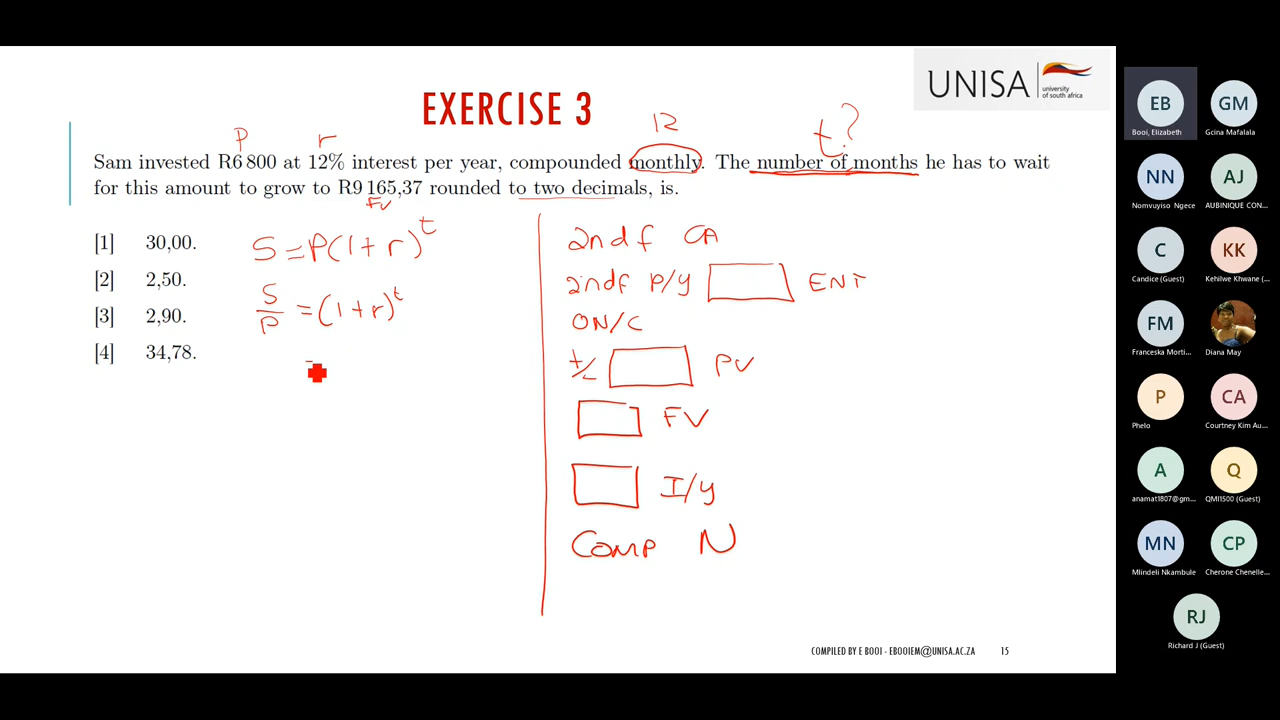 UNISA
university
of south africa
EXERCISE 3
P r 12 t?
Sam invested R6 800 at 12% interest per year, compounded monthly. The number of months he has to wait
for this amount to grow to R9 165,37 rounded to two decimals, is.
FV
[1] 30,00.
[2] 2,50.
[3] 2,90.
[4] 34,78.
S=P(1+r)^t
S/P=(1+r)^t
2ndf CA
2ndf P/y ENT
ON/C
+/- PV
FV
I/y
COMP N
COMPILED BY E BOOI - EBOOIEM@UNISA.AC.ZA 15
EB
Booi, Elizabeth
GM
Gcina Mafalala
NN
Nomvuyiso Ngece
AJ
AUBINIQUE CON...
C
Candice (Guest)
KK
Kehilwe Khwane (...
FM
Franceska Morti...
Diana May
P
Phelo
CA
Courtney Kim Au...
A
anamat1807@gm...
Q
QMI1500 (Guest)
MN
Mlindeli Nkambule
CP
Cherone Chenelle...
RJ
Richard J (Guest)